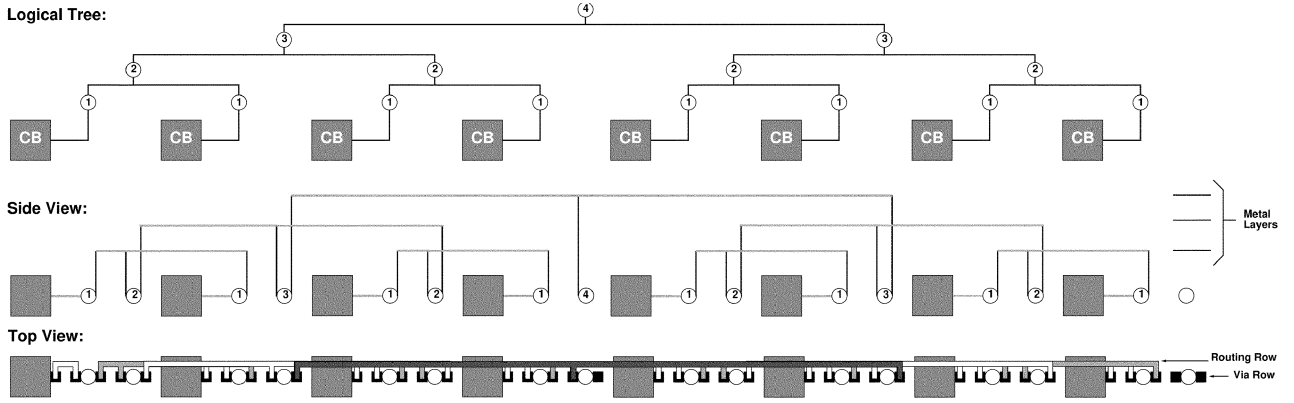 Logical Tree:
4
3 3
2 2 2 2
1 1 1 1 1 1 1 1
CB CB CB CB CB CB CB CB
Side View:
Metal
Layers
1 2 1 3 1 2 1 4 1 2 1 3 1 2 1
Top View:
Routing Row
Via Row